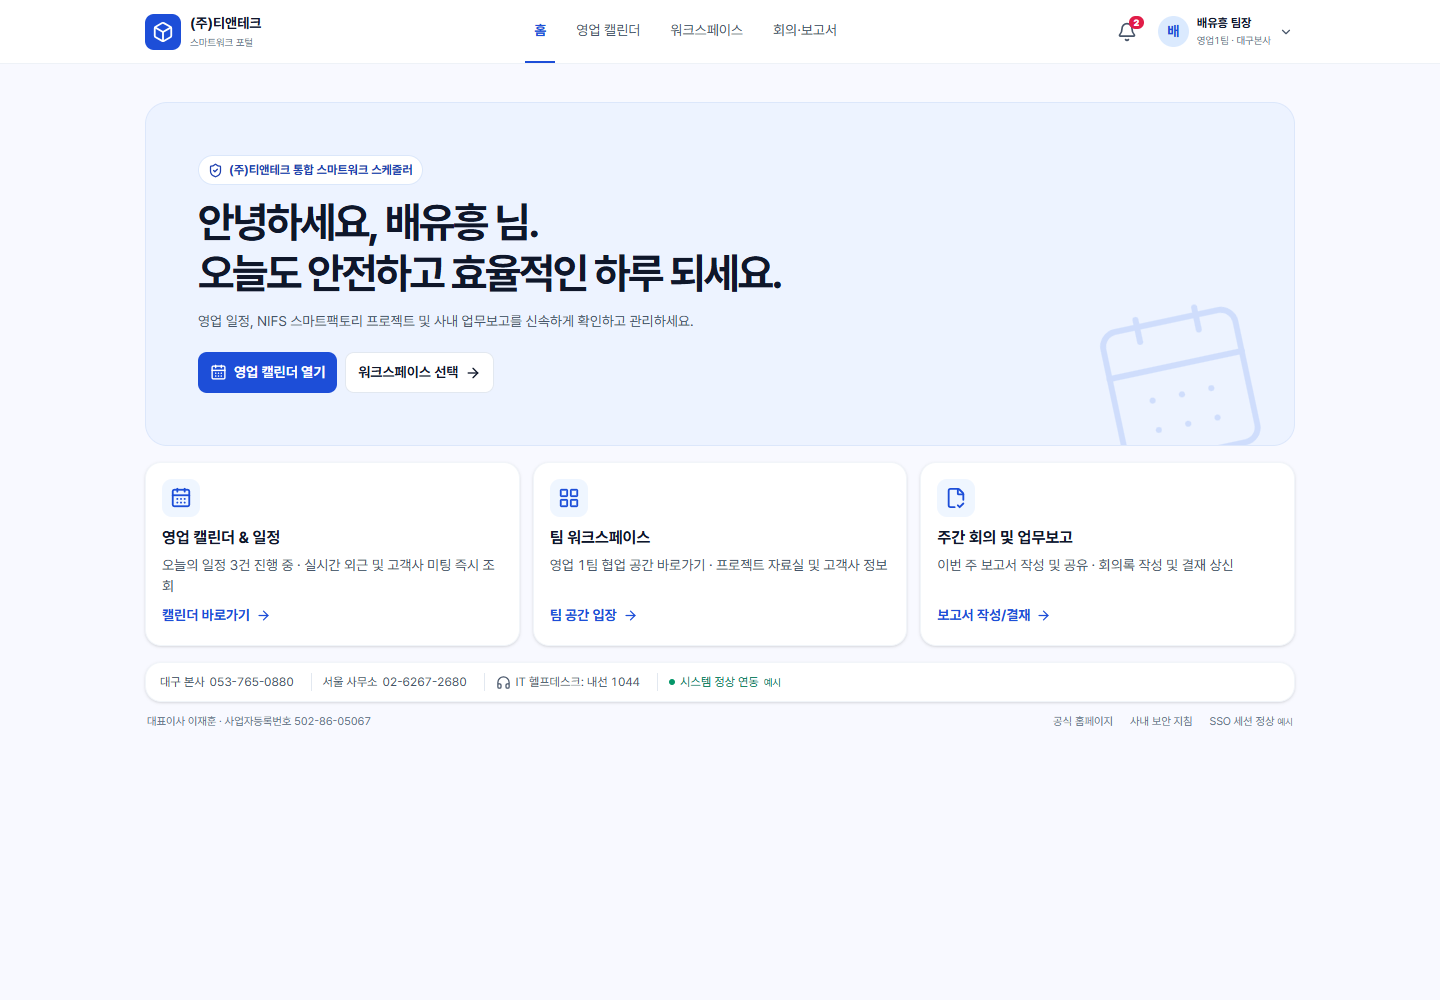 (주)티앤테크
스마트워크 포털
홈
영업 캘린더
워크스페이스
회의·보고서
2
배
배유흥 팀장
영업1팀 · 대구본사
(주)티앤테크 통합 스마트워크 스케줄러
안녕하세요, 배유흥 님.
오늘도 안전하고 효율적인 하루 되세요.
영업 일정, NIFS 스마트팩토리 프로젝트 및 사내 업무보고를 신속하게 확인하고 관리하세요.
영업 캘린더 열기
워크스페이스 선택
영업 캘린더 & 일정
오늘의 일정 3건 진행 중 · 실시간 외근 및 고객사 미팅 즉시 조
회
캘린더 바로가기
팀 워크스페이스
영업 1팀 협업 공간 바로가기 · 프로젝트 자료실 및 고객사 정보
팀 공간 입장
주간 회의 및 업무보고
이번 주 보고서 작성 및 공유 · 회의록 작성 및 결재 상신
보고서 작성/결재
대구 본사 053-765-0880
서울 사무소 02-6267-2680
IT 헬프데스크: 내선 1044
시스템 정상 연동 예시
대표이사 이재훈 · 사업자등록번호 502-86-05067
공식 홈페이지
사내 보안 지침
SSO 세션 정상 예시